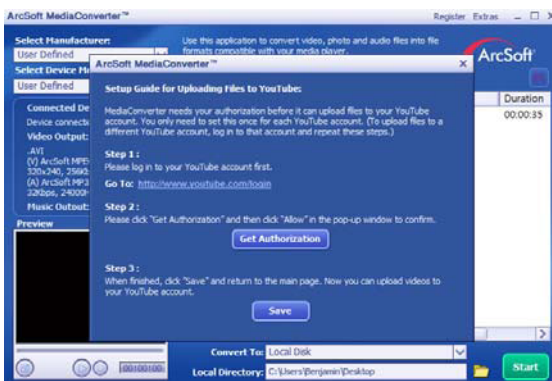 ArcSoft MediaConverter™ Register Extras
Select Manufacturer:
User Defined
Use this application to convert video, photo and audio files into file
formats compatible with your media player.
ArcSoft
Select Device
User Defined
ArcSoft MediaConverter™
Duration
00:00:35
Connected De
Device connect
Video Output:
.AVI
(V) ArcSoft MPE
320x240, 256Kb
(A) ArcSoft MP3
32Kbps, 24000H
Music Output:
Preview
Setup Guide for Uploading Files to YouTube:
MediaConverter needs your authorization before it can upload files to your YouTube
account. You only need to set this once for each YouTube account. (To upload files to a
different YouTube account, log in to that account and repeat these steps.)
Step 1 :
Please log in to your YouTube account first.
Go To: http://www.youtube.com/login
Step 2 :
Please click "Get Authorization" and then click "Allow" in the pop-up window to confirm.
Get Authorization
Step 3 :
When finished, click "Save" and return to the main page. Now you can upload videos to
your YouTube account.
Save
00:00:00
Convert To: Local Disk
Local Directory: C:\Users\Benjamin\Desktop
Start